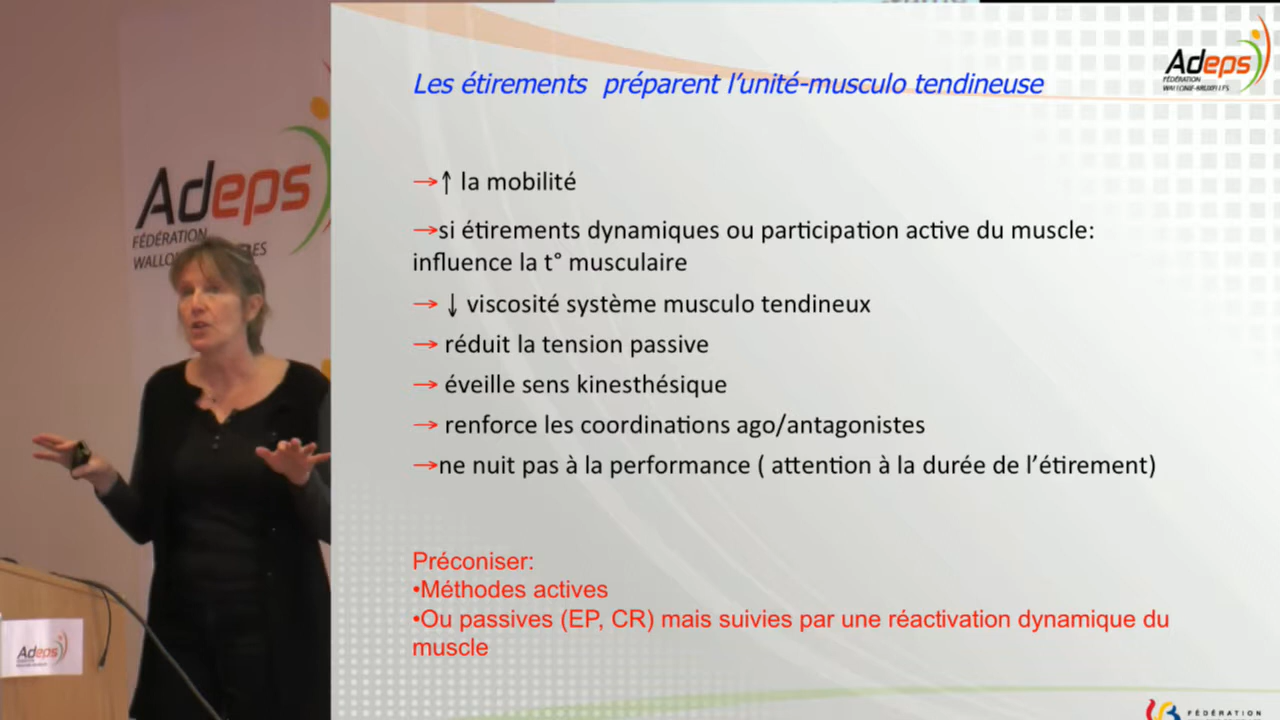 Les étirements préparent l'unité-musculo tendineuse
Adeps
FÉDÉRATION
WALLONIE-BRUXELLES
→↑ la mobilité
→si étirements dynamiques ou participation active du muscle:
influence la t° musculaire
→ ↓ viscosité système musculo tendineux
→ réduit la tension passive
→ éveille sens kinesthésique
→ renforce les coordinations ago/antagonistes
→ne nuit pas à la performance ( attention à la durée de l'étirement)
Préconiser:
•Méthodes actives
•Ou passives (EP, CR) mais suivies par une réactivation dynamique du
muscle
FÉDÉRATION
Adeps
FÉDÉRATION
Adeps